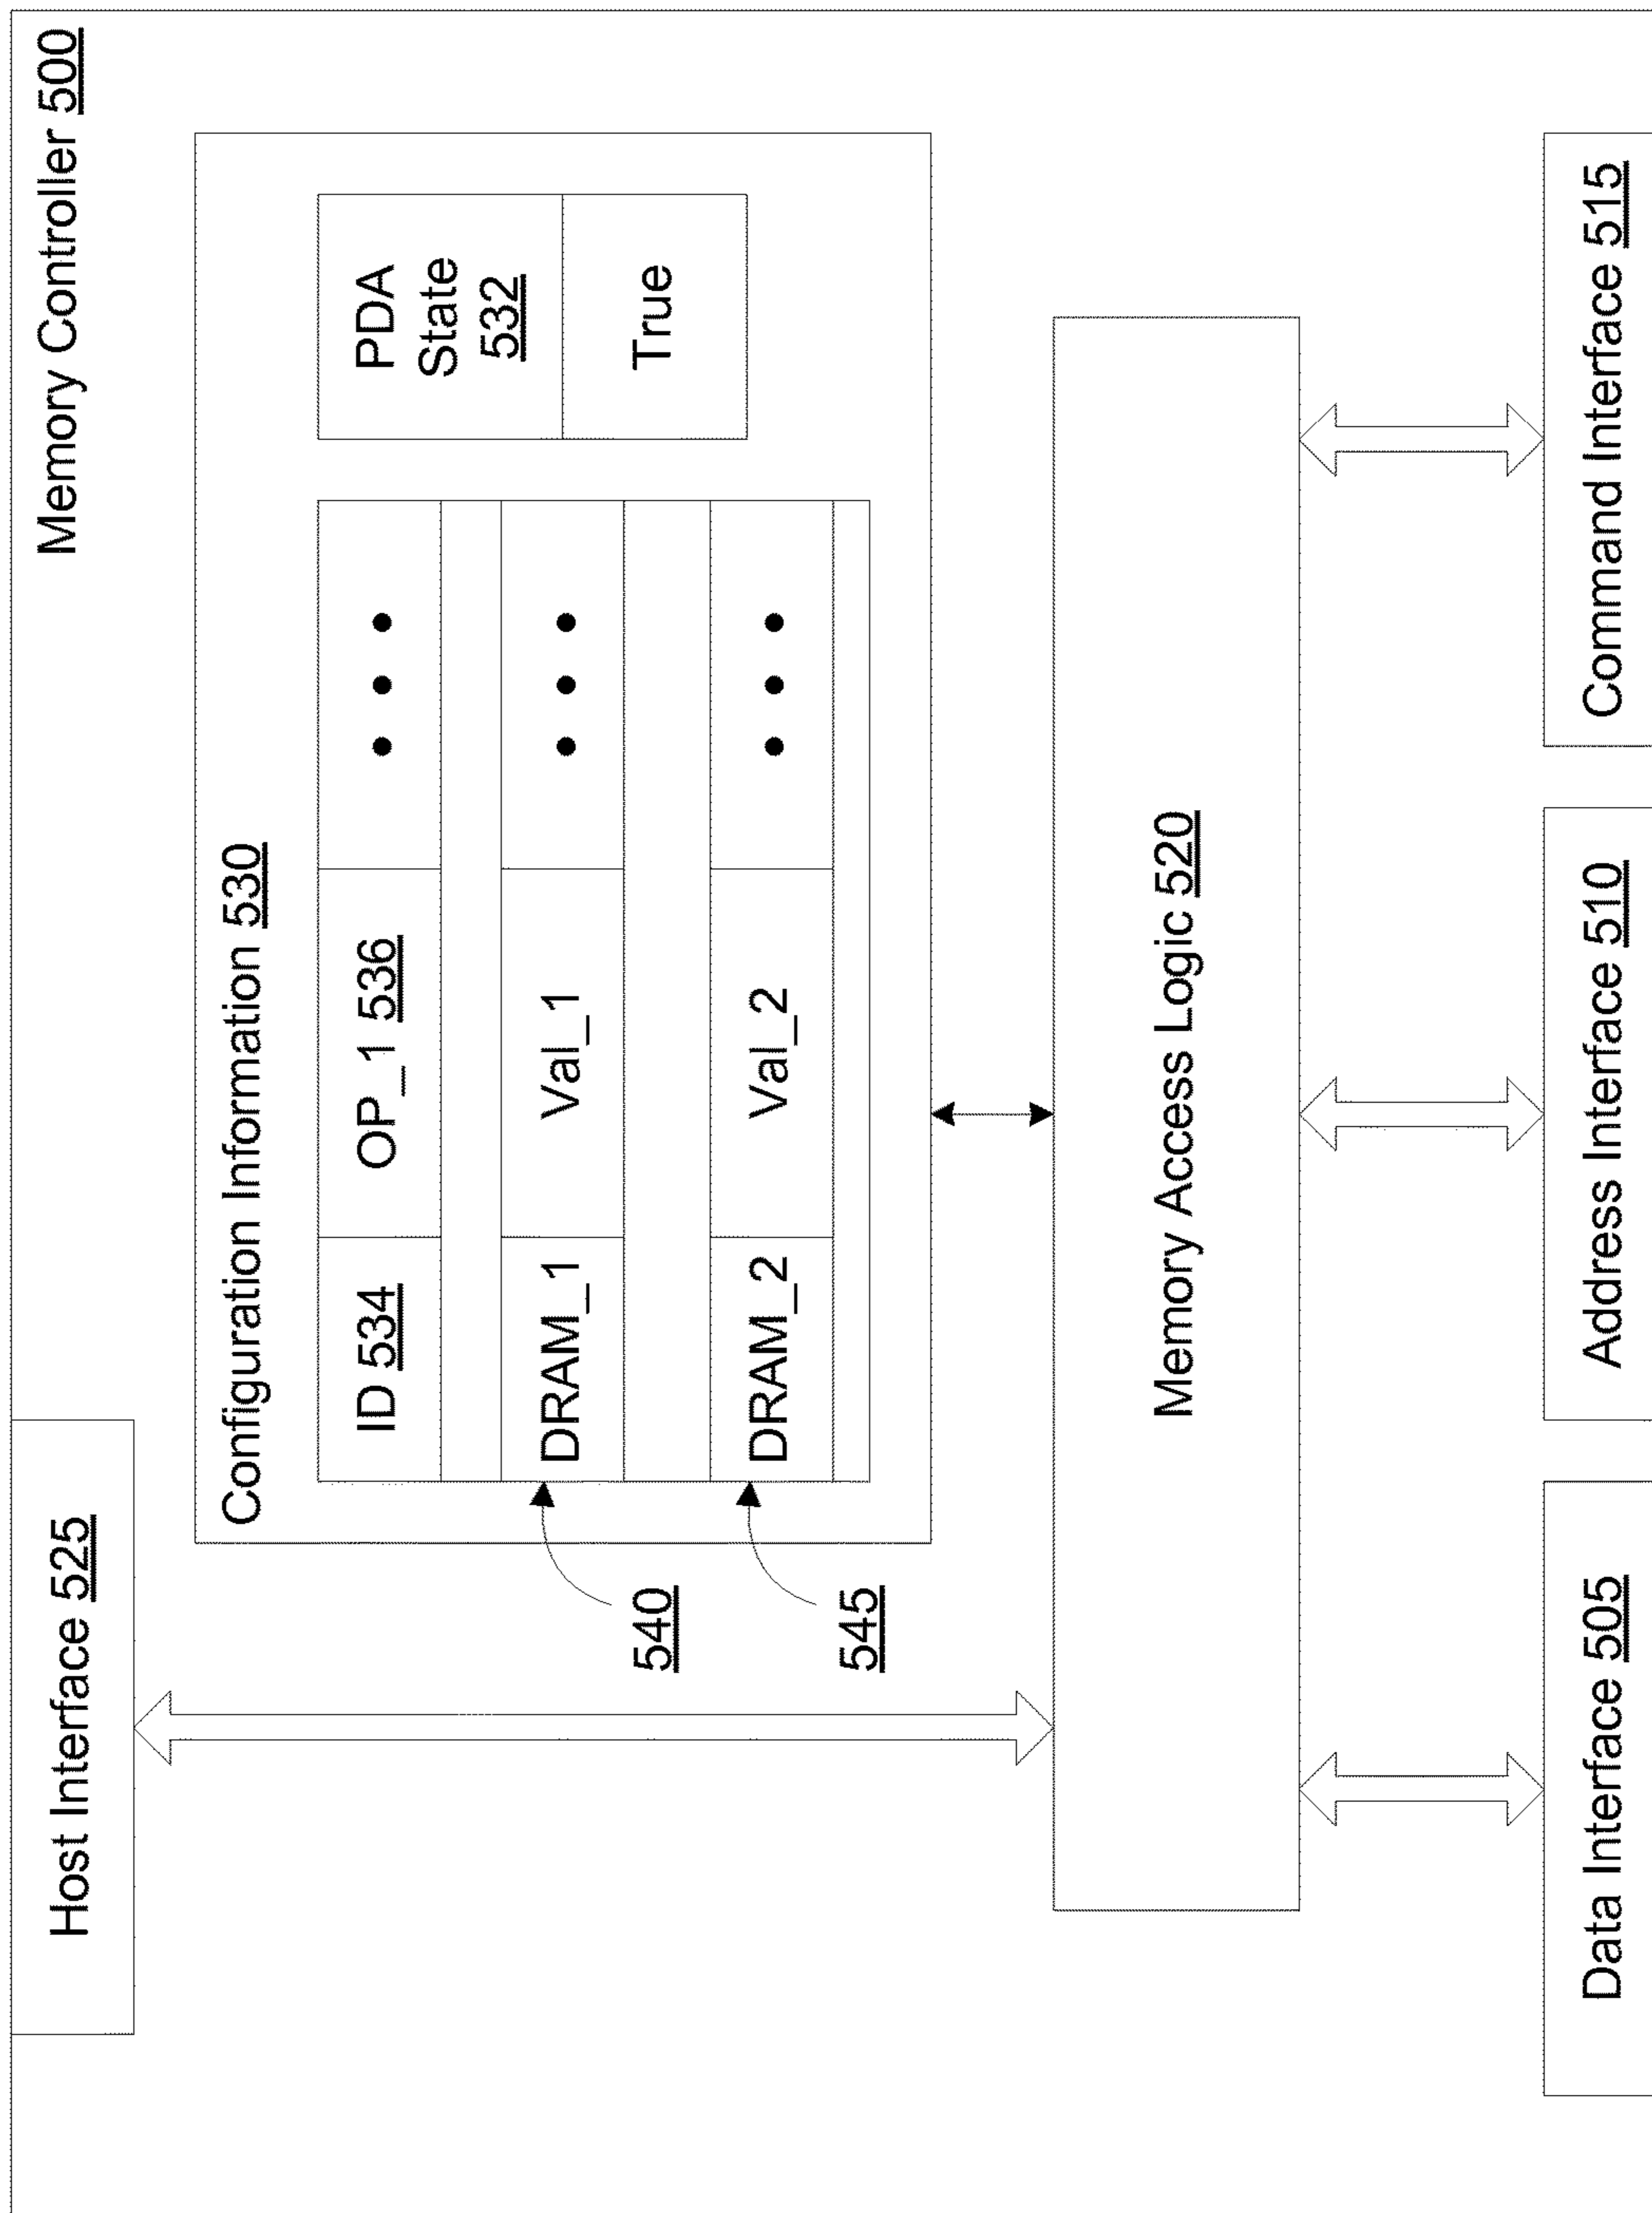 Memory Controller 500
Host Interface 525
Configuration Information 530
ID 534
OP_1 536
• • •
DRAM_1
Val_1
• • •
DRAM_2
Val_2
• • •
PDA
State
532
True
540
545
Memory Access Logic 520
Data Interface 505
Address Interface 510
Command Interface 515